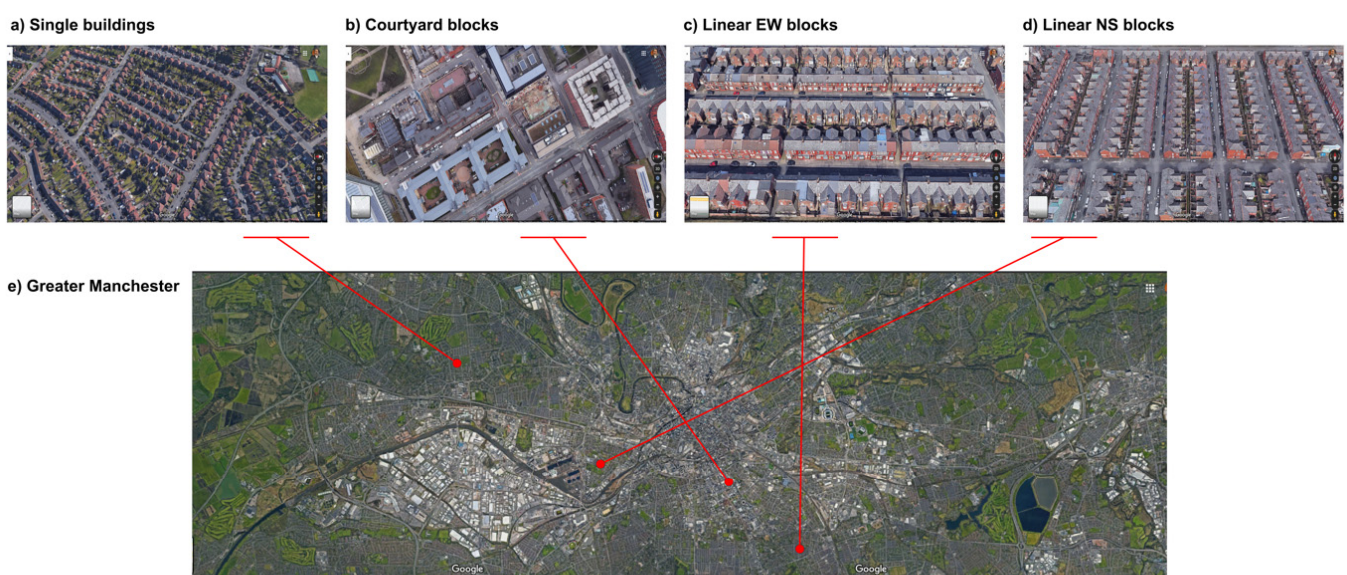 a) Single buildings
b) Courtyard blocks
c) Linear EW blocks
d) Linear NS blocks
Google
Google
Google
Google
e) Greater Manchester
Google
Google